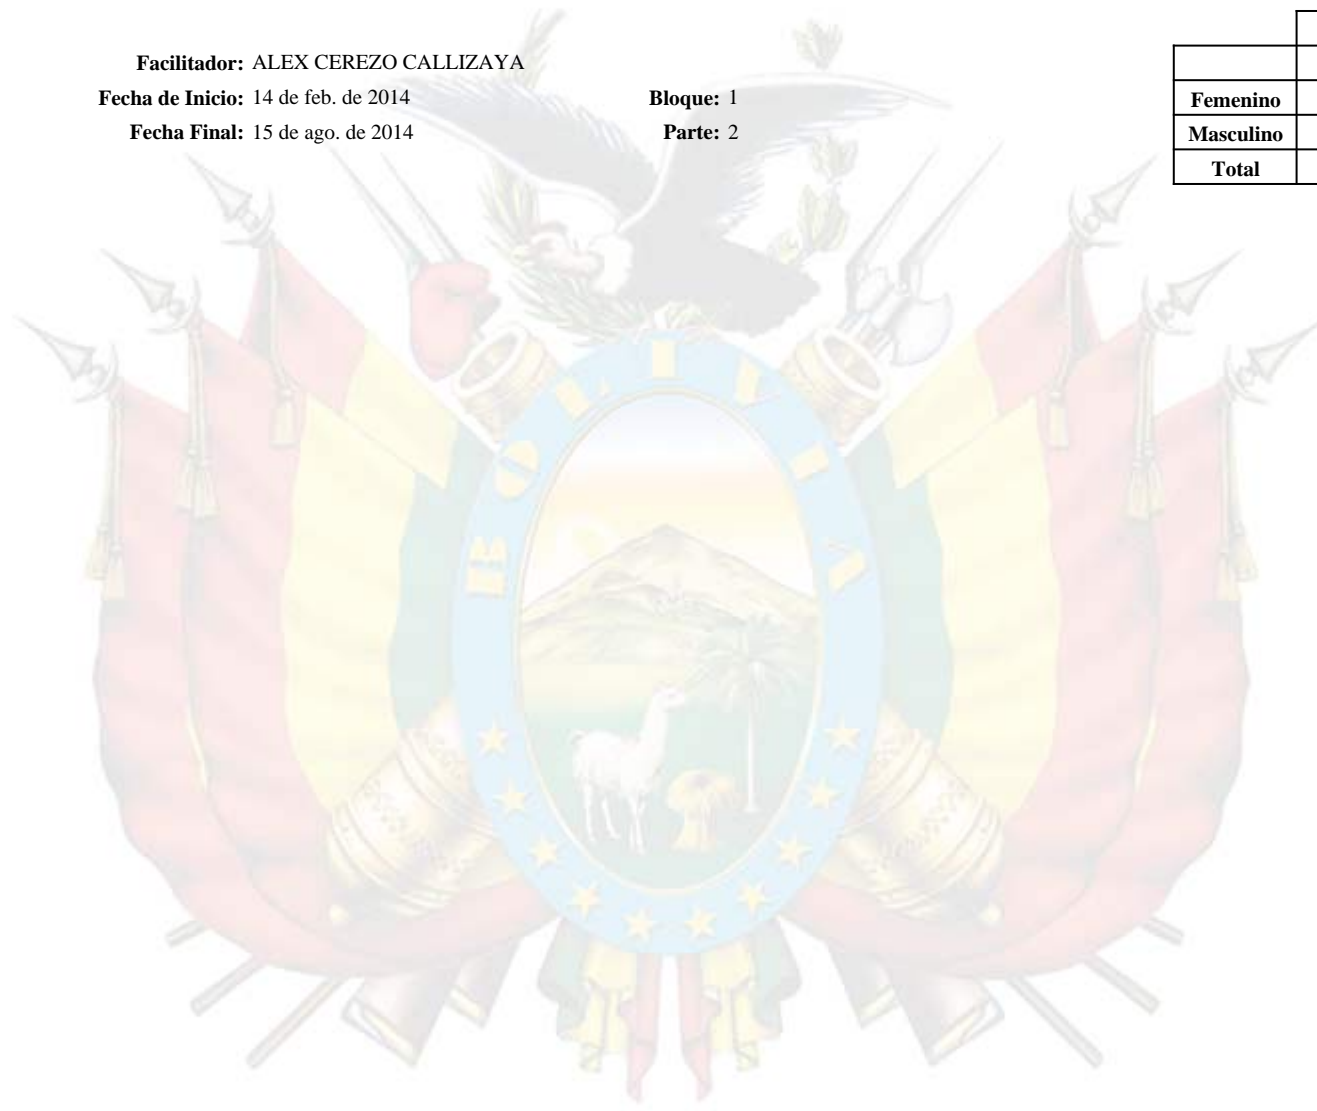 Facilitador: ALEX CEREZO CALLIZAYA
Fecha de Inicio: 14 de feb. de 2014 Bloque: 1
Fecha Final: 15 de ago. de 2014 Parte: 2
Femenino
Masculino
Total
BOLIVIA